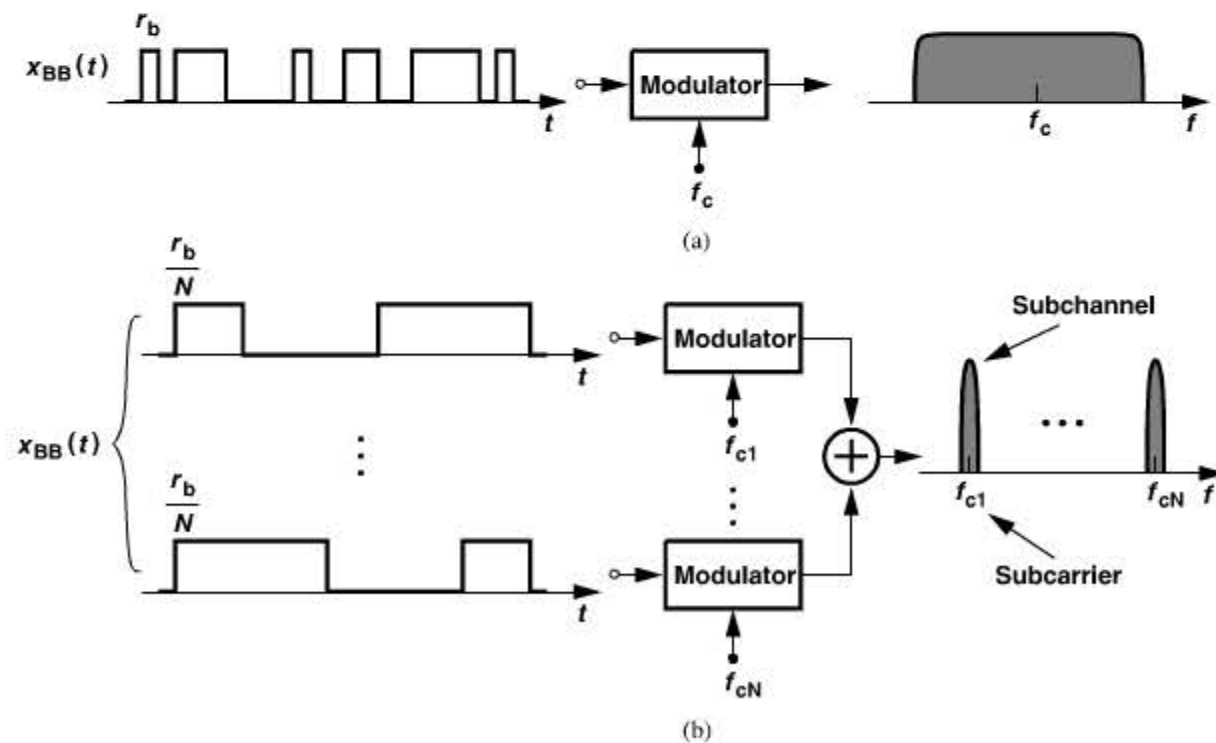 r_b
x_BB(t)
t
Modulator
f_c
f_c
f
(a)
r_b
N
t
Modulator
f_c1
Subchannel
x_BB(t)
f_c1
f_cN
f
r_b
N
t
Modulator
Subcarrier
f_cN
(b)